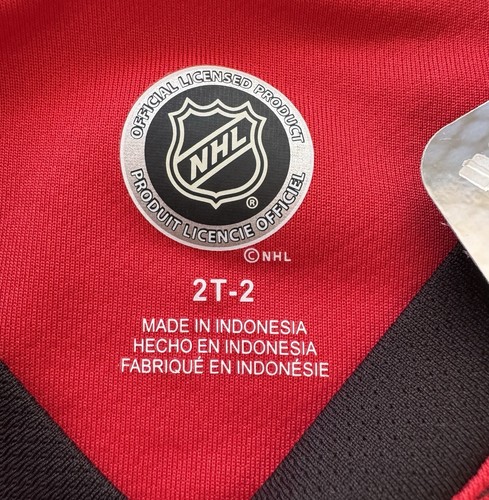 OFFICIAL LICENSED PRODUCT
NHL
®
PRODUIT LICENCIE OFFICIEL
©NHL
2T-2
MADE IN INDONESIA
HECHO EN INDONESIA
FABRIQUÉ EN INDONÉSIE